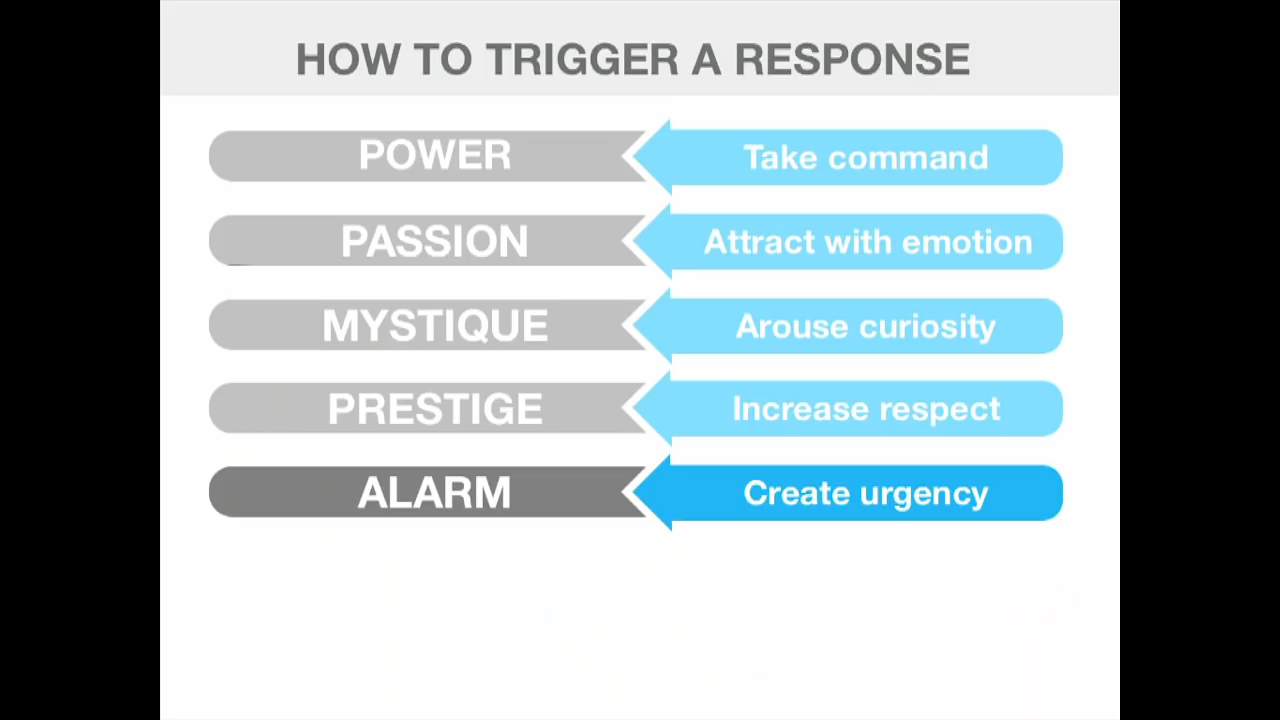 HOW TO TRIGGER A RESPONSE
POWER Take command
PASSION Attract with emotion
MYSTIQUE Arouse curiosity
PRESTIGE Increase respect
ALARM Create urgency